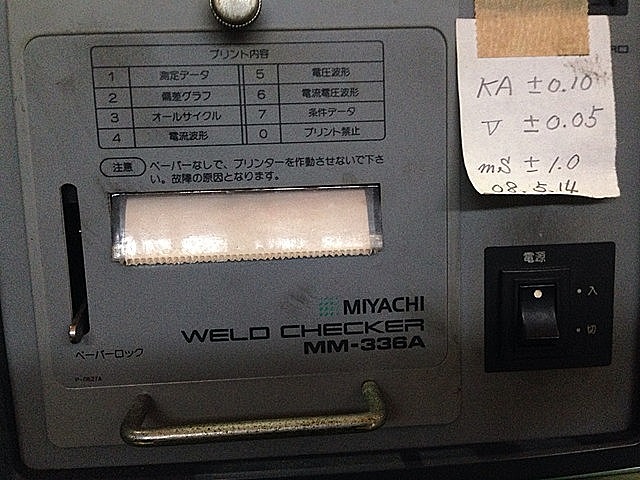 プリント内容
1 測定データ 5 電圧波形
2 偏差グラフ 6 電流電圧波形
3 オールサイクル 7 条件データ
4 電流波形 0 プリント禁止
注意 ペーパーなしで、プリンターを作動させないで下さ
い。故障の原因となります。
KA ±0.10
V ±0.05
mS ±1.0
08.5.14
電源
入
切
MIYACHI
WELD CHECKER
MM-336A
ペーパーロック
P-0627A